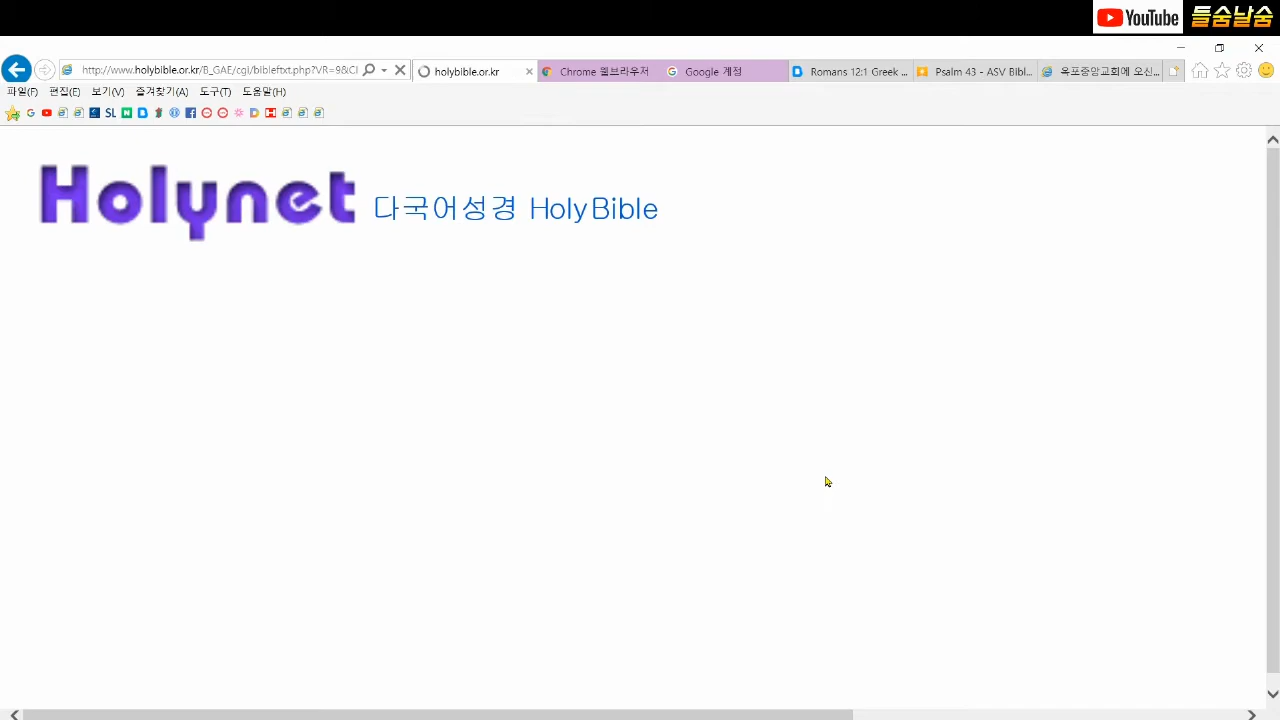 YouTube 들숨날숨
http://www.holybible.or.kr/B_GAE/cgi/bibleftxt.php?VR=9&CI
holybible.or.kr
Chrome 웹브라우저
Google 계정
Romans 12:1 Greek ...
Psalm 43 - ASV Bibl...
옥포중앙교회에 오신...
파일(F) 편집(E) 보기(V) 즐겨찾기(A) 도구(T) 도움말(H)
Holynet 다국어성경 HolyBible